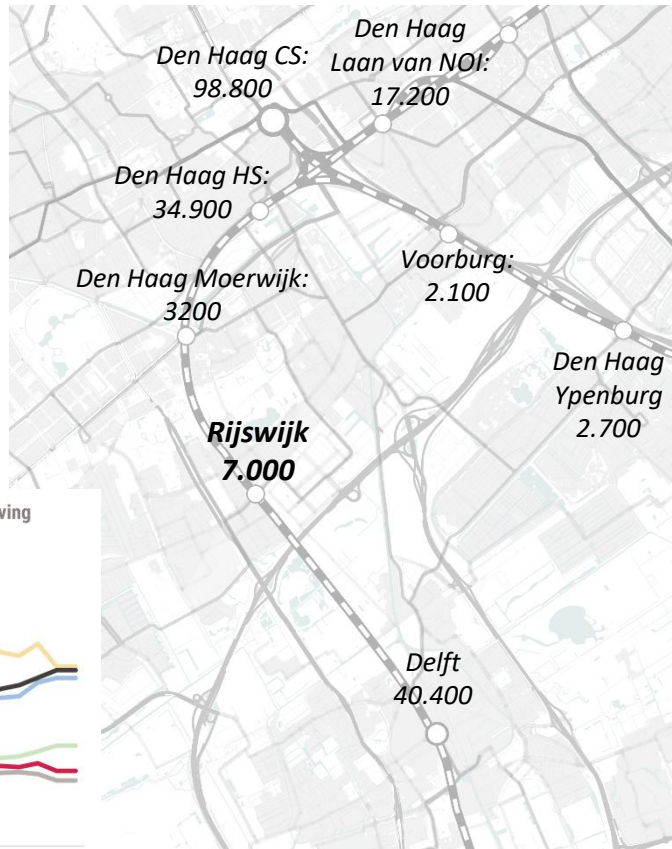 Den Haag
Laan van NOI:
17.200
Den Haag CS:
98.800
Den Haag HS:
34.900
Den Haag Moerwijk:
3200
Voorburg:
2.100
Den Haag
Ypenburg
2.700
Rijswijk
7.000
ving
Delft
40.400